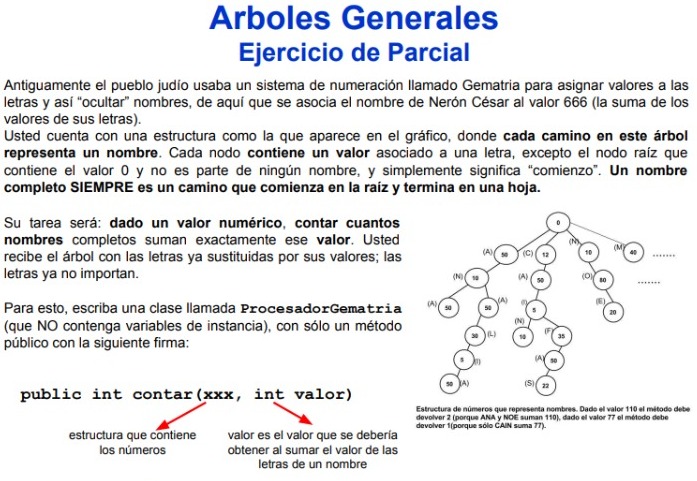 Arboles Generales
Ejercicio de Parcial
Antiguamente el pueblo judío usaba un sistema de numeración llamado Gematria para asignar valores a las
letras y así “ocultar” nombres, de aquí que se asocia el nombre de Nerón César al valor 666 (la suma de los
valores de sus letras).
Usted cuenta con una estructura como la que aparece en el gráfico, donde cada camino en este árbol
representa un nombre. Cada nodo contiene un valor asociado a una letra, excepto el nodo raíz que
contiene el valor 0 y no es parte de ningún nombre, y simplemente significa “comienzo”. Un nombre
completo SIEMPRE es un camino que comienza en la raíz y termina en una hoja.
Su tarea será: dado un valor numérico, contar cuantos
nombres completos suman exactamente ese valor. Usted
recibe el árbol con las letras ya sustituidas por sus valores; las
letras ya no importan.
Para esto, escriba una clase llamada ProcesadorGematria
(que NO contenga variables de instancia), con sólo un método
público con la siguiente firma:
public int contar(xxx, int valor)
estructura que contiene
los números
valor es el valor que se debería
obtener al sumar el valor de las
letras de un nombre
0
(A) 50 (C) 12 (N) 10 (M) 40 .......
(N) 10 (A) 50 (O) 80 .......
(A) 50 50 (A) (I) 5 (E) 20
30 (L) (N) 10 (F) 35
5 (I) (A) 50
50 (A) (S) 22
Estructura de números que representa nombres. Dado el valor 110 el método debe
devolver 2 (porque ANA y NOE suman 110), dado el valor 77 el método debe
devolver 1(porque sólo CAIN suma 77).